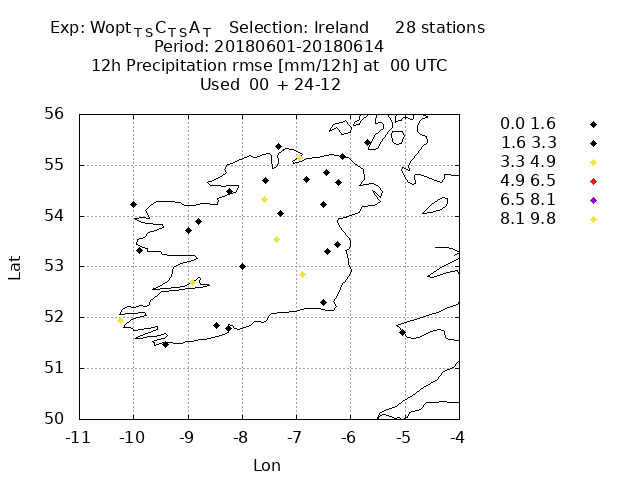 Exp: Wopt_TS C_TS A_T   Selection: Ireland     28 stations
Period: 20180601-20180614
12h Precipitation rmse [mm/12h] at  00 UTC
Used  00 + 24-12
56
55
54
53
52
51
50
-11 -10 -9 -8 -7 -6 -5 -4
Lat
Lon
0.0 1.6
1.6 3.3
3.3 4.9
4.9 6.5
6.5 8.1
8.1 9.8